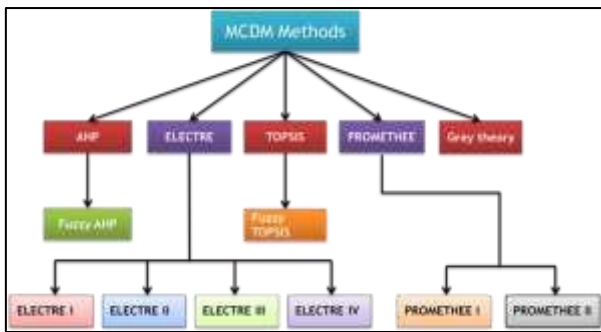 MCDM Methods
AHP
ELECTRE
TOPSIS
PROMETHEE
Grey theory
Fuzzy AHP
Fuzzy
TOPSIS
ELECTRE I
ELECTRE II
ELECTRE III
ELECTRE IV
PROMETHEE I
PROMETHEE II